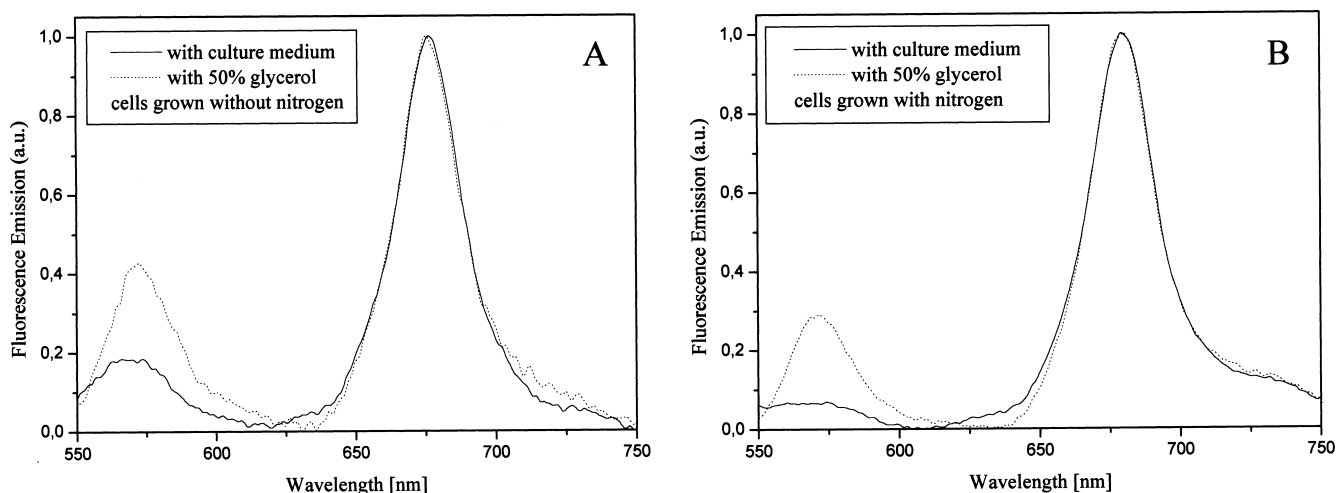 with culture medium
with 50% glycerol
cells grown without nitrogen
A
1,0
0,8
0,6
0,4
0,2
0,0
Fluorescence Emission (a.u.)
550
600
650
700
750
Wavelength [nm]
with culture medium
with 50% glycerol
cells grown with nitrogen
B
1,0
0,8
0,6
0,4
0,2
0,0
Fluorescence Emission (a.u.)
550
600
650
700
750
Wavelength [nm]